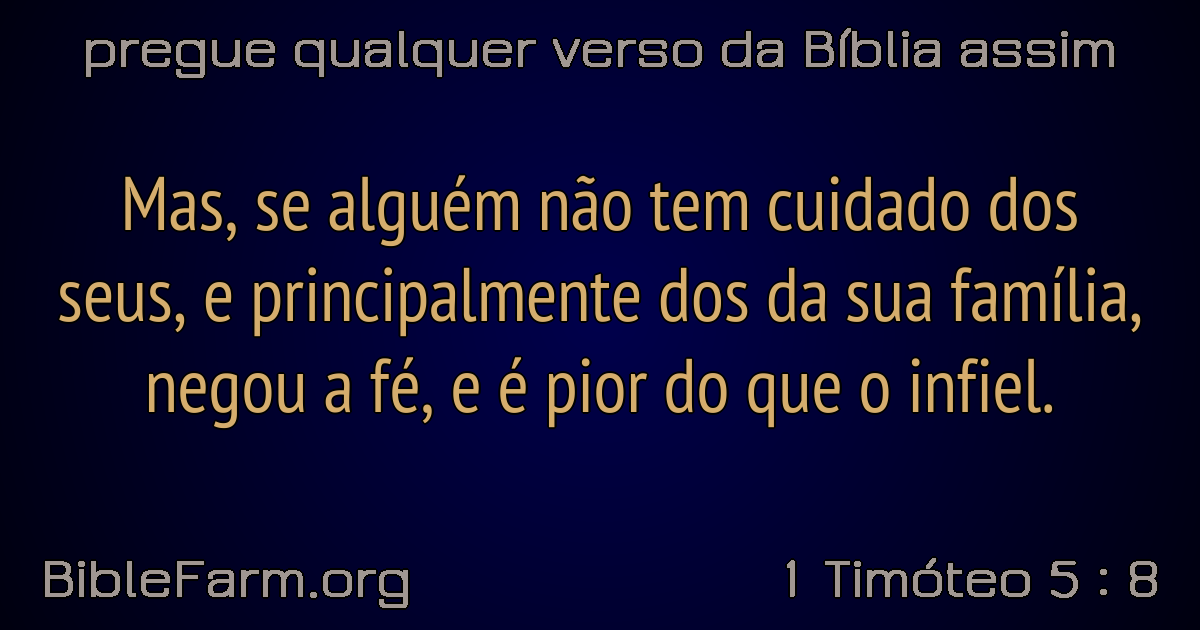 pregue qualquer verso da Bíblia assim
Mas, se alguém não tem cuidado dos
seus, e principalmente dos da sua família,
negou a fé, e é pior do que o infiel.
BibleFarm.org
1 Timóteo 5 : 8